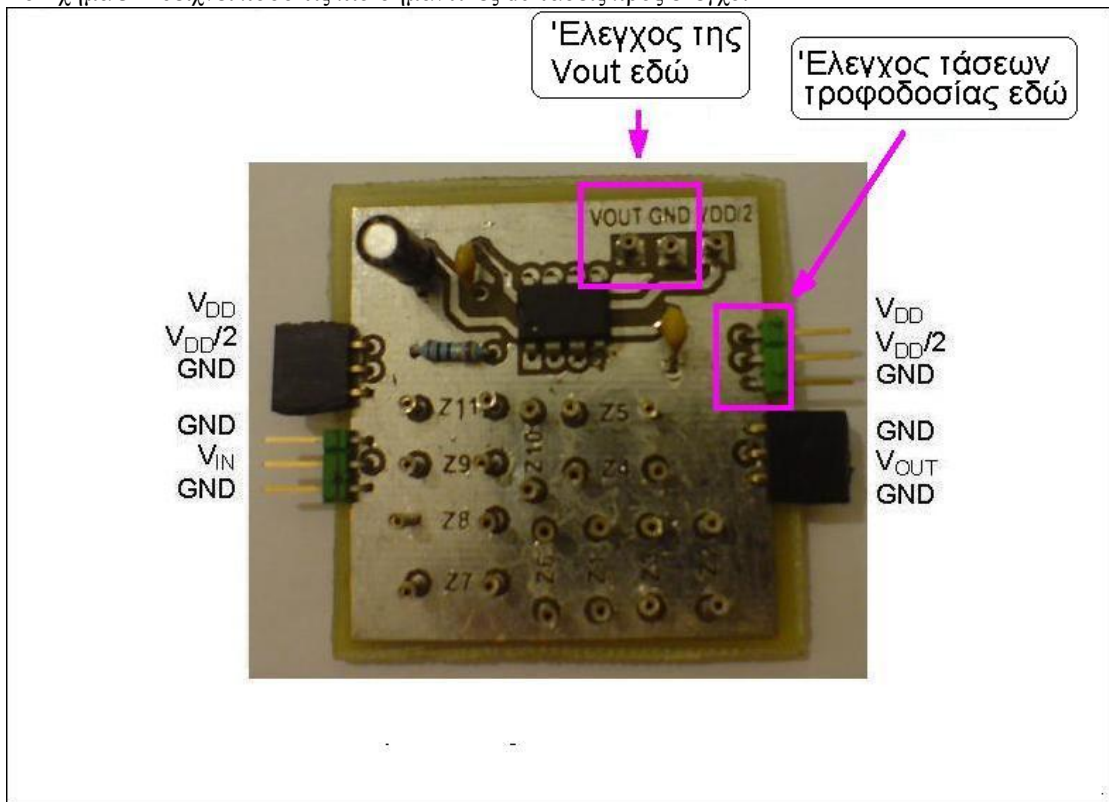 'Ελεγχος της
Vout εδώ
'Ελεγχος τάσεων
τροφοδοσίας εδώ
VOUT GND VDD/2
VDD
VDD/2
GND
GND
VIN
GND
VDD
VDD/2
GND
GND
VOUT
GND
Z11
Z10
Z5
Z9
Z4
Z8
Z7